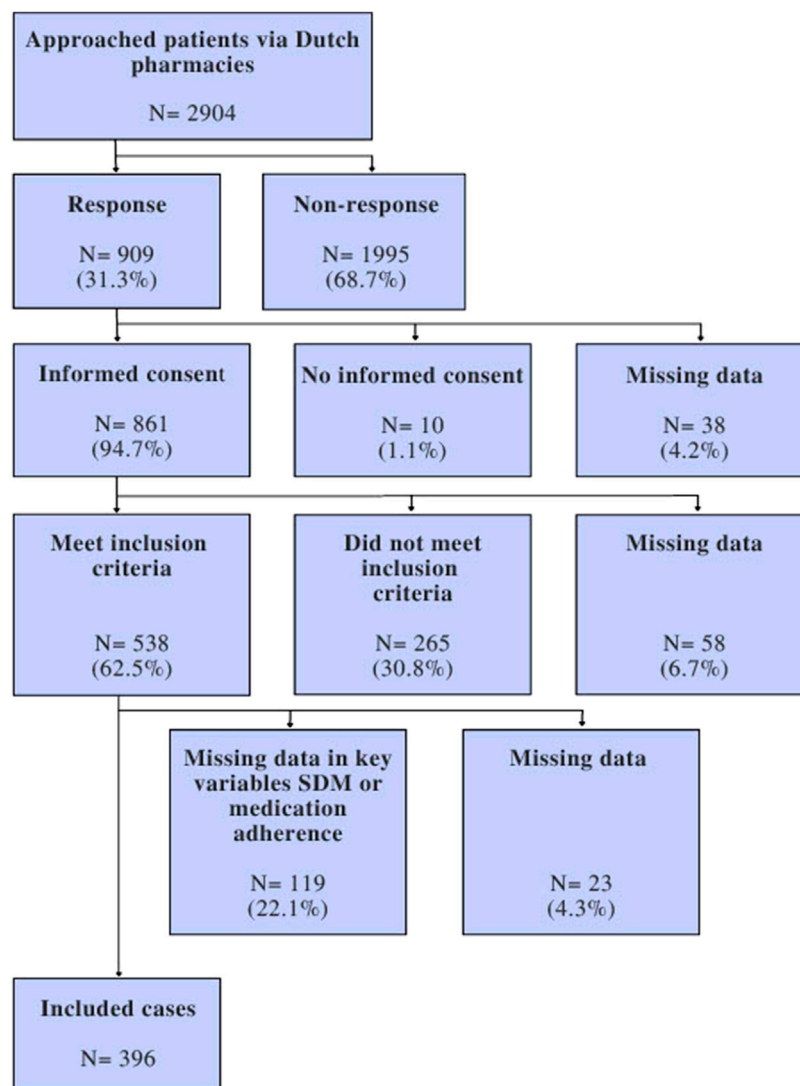 Approached patients via Dutch
pharmacies
N= 2904
Response
N= 909
(31.3%)
Non-response
N= 1995
(68.7%)
Informed consent
N= 861
(94.7%)
No informed consent
N= 10
(1.1%)
Missing data
N= 38
(4.2%)
Meet inclusion
criteria
N= 538
(62.5%)
Did not meet
inclusion
criteria
N= 265
(30.8%)
Missing data
N= 58
(6.7%)
Missing data in key
variables SDM or
medication
adherence
N= 119
(22.1%)
Missing data
N= 23
(4.3%)
Included cases
N= 396